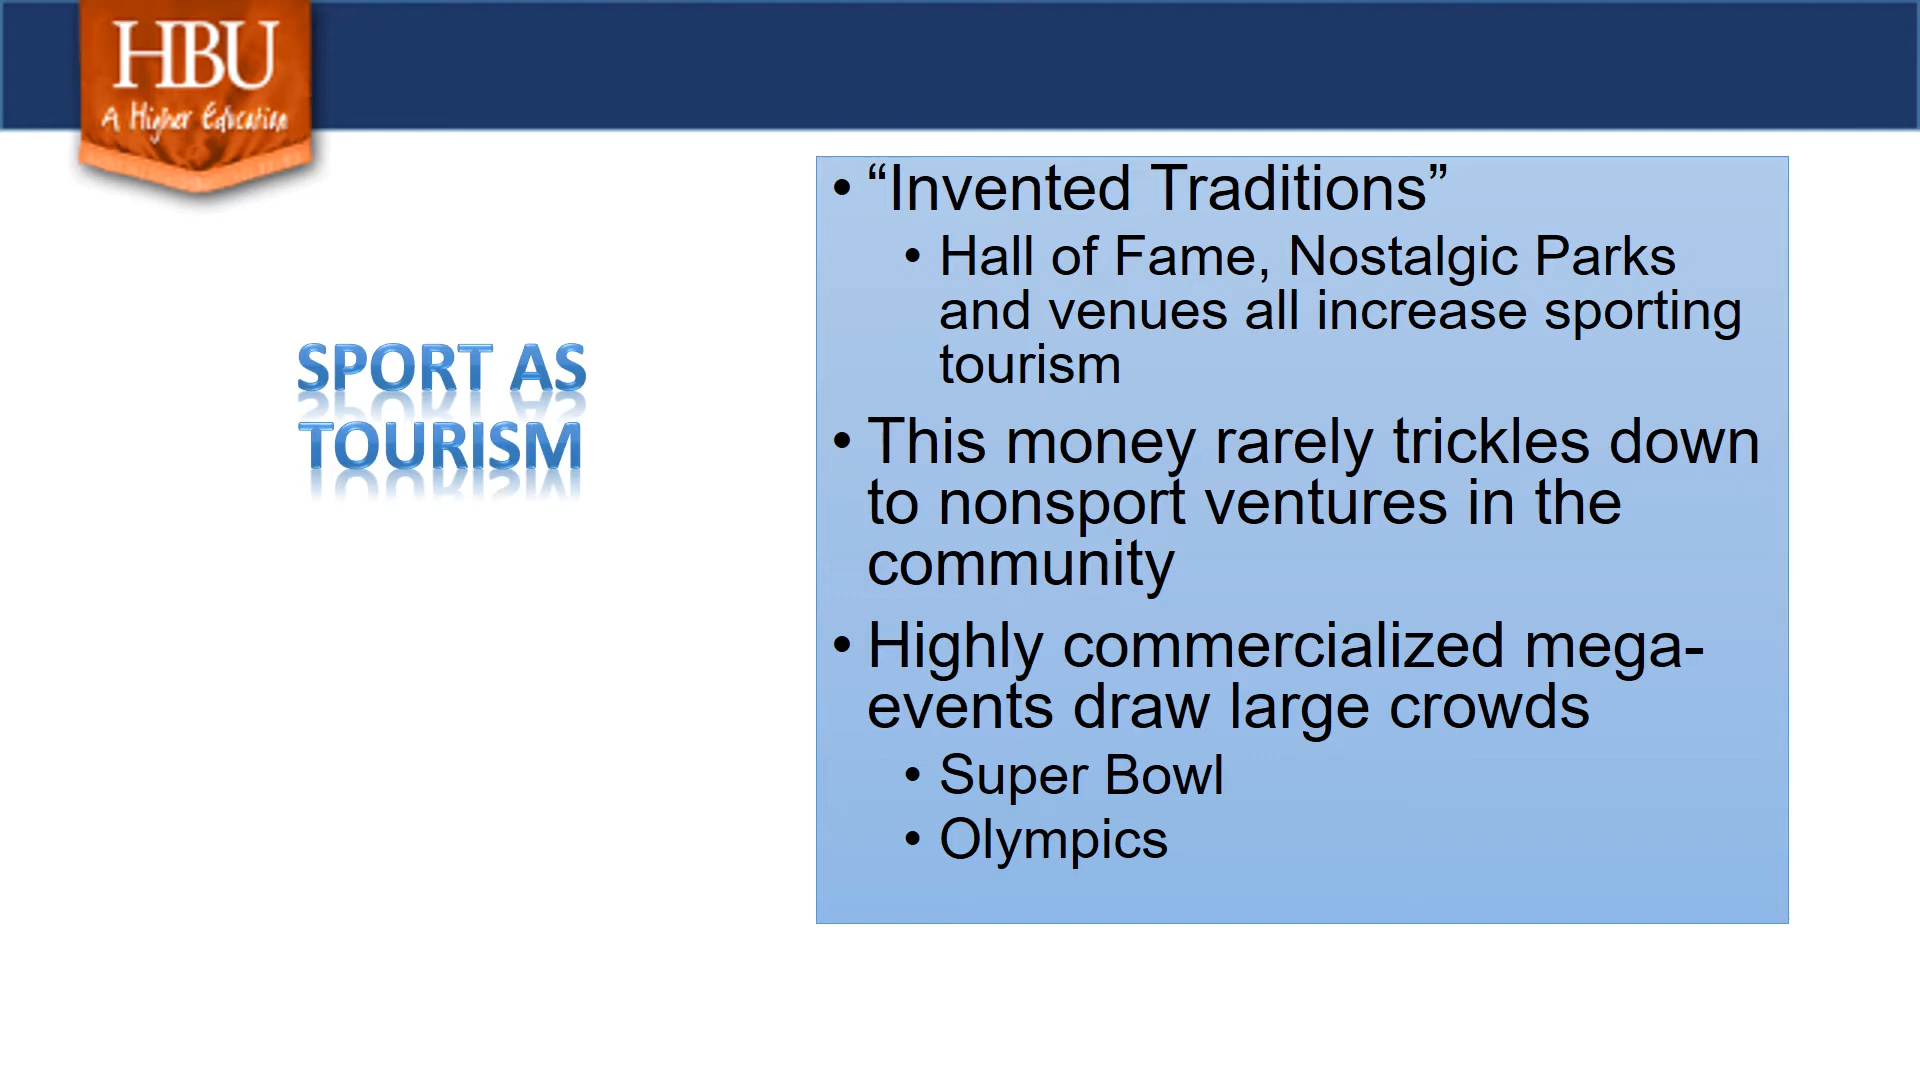 HBU
A Higher Education
SPORT AS
TOURISM
• “Invented Traditions”
• Hall of Fame, Nostalgic Parks
and venues all increase sporting
tourism
• This money rarely trickles down
to nonsport ventures in the
community
• Highly commercialized mega-
events draw large crowds
• Super Bowl
• Olympics